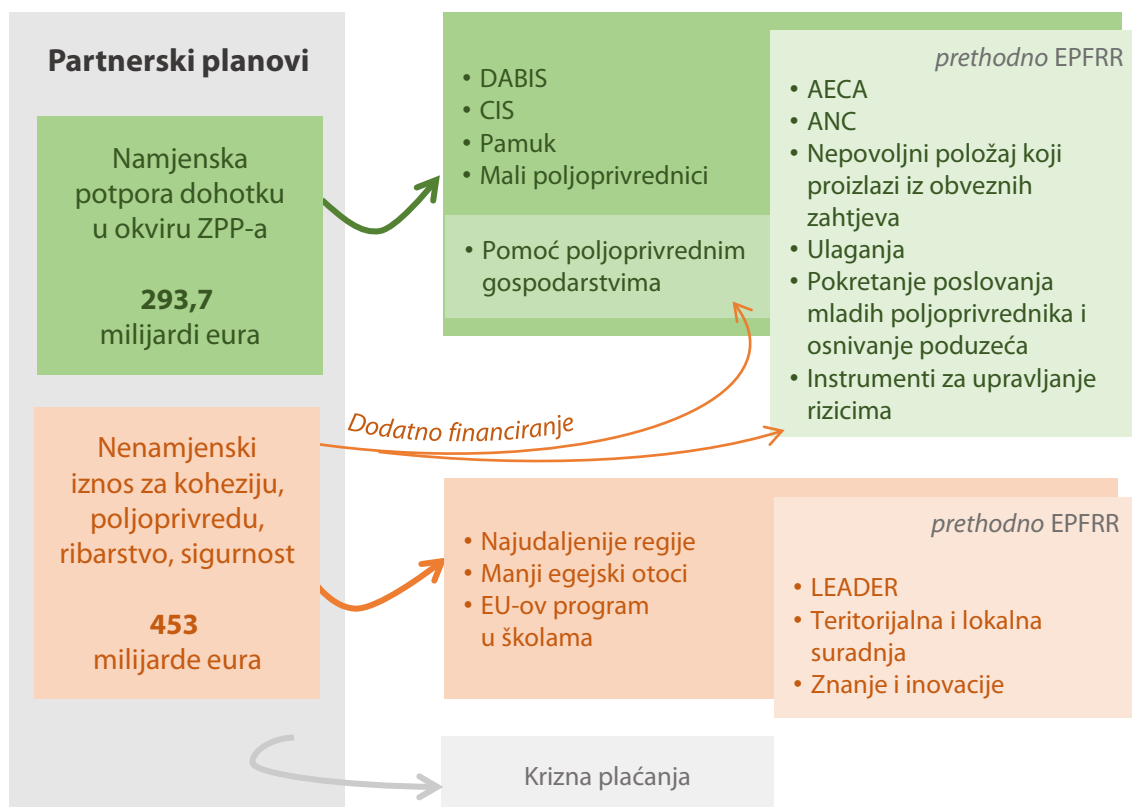 Partnerski planovi
Namjenska
potpora dohotku
u okviru ZPP-a
293,7
milijardi eura
• DABIS
• CIS
• Pamuk
• Mali poljoprivrednici
• Pomoć poljoprivrednim
gospodarstvima
prethodno EPFRR
• AECA
• ANC
• Nepovoljni položaj koji
proizlazi iz obveznih
zahtjeva
• Ulaganja
• Pokretanje poslovanja
mladih poljoprivrednika i
osnivanje poduzeća
• Instrumenti za upravljanje
rizicima
Dodatno financiranje
Nenamjenski
iznos za koheziju,
poljoprivredu,
ribarstvo, sigurnost
453
milijarde eura
• Najudaljenije regije
• Manji egejski otoci
• EU-ov program
u školama
prethodno EPFRR
• LEADER
• Teritorijalna i lokalna
suradnja
• Znanje i inovacije
Krizna plaćanja